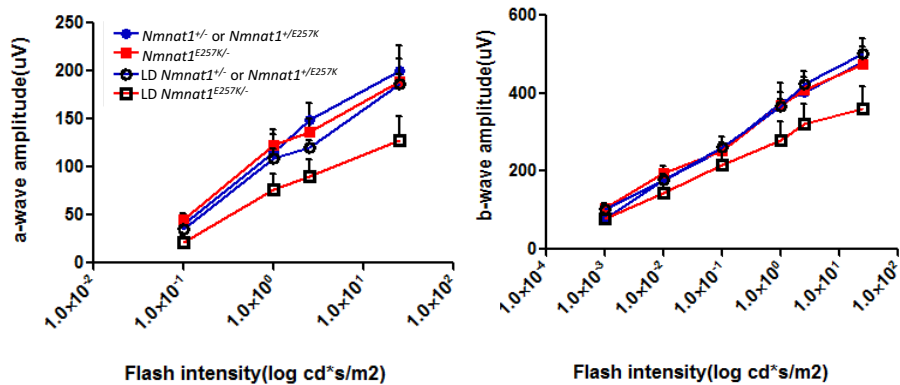 250
200
150
100
50
0
a-wave amplitude(uV)
Nmnat1+/- or Nmnat1+/E257K
Nmnat1E257K/-
LD Nmnat1+/- or Nmnat1+/E257K
LD Nmnat1E257K/-
1.0×10-2
1.0×10-1
1.0×100
1.0×101
1.0×102
Flash intensity(log cd*s/m2)
600
400
200
0
b-wave amplitude(uV)
1.0×10-4
1.0×10-3
1.0×10-2
1.0×10-1
1.0×100
1.0×101
1.0×102
Flash intensity(log cd*s/m2)